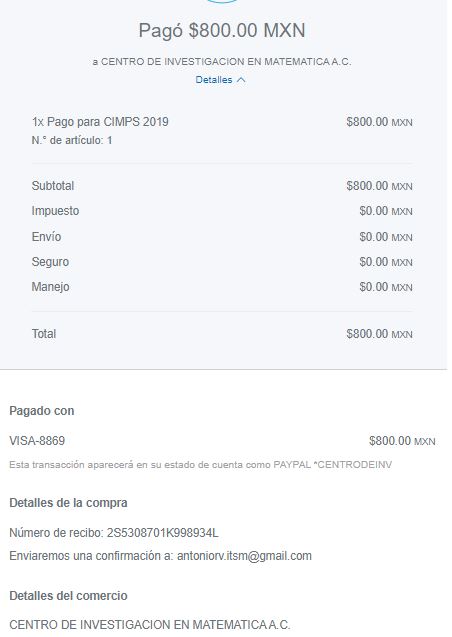 Pagó $800.00 MXN
a CENTRO DE INVESTIGACION EN MATEMATICA A.C.
Detalles
1x Pago para CIMPS 2019 $800.00 MXN
N.° de artículo: 1
Subtotal $800.00 MXN
Impuesto $0.00 MXN
Envío $0.00 MXN
Seguro $0.00 MXN
Manejo $0.00 MXN
Total $800.00 MXN
Pagado con
VISA-8869 $800.00 MXN
Esta transacción aparecerá en su estado de cuenta como PAYPAL *CENTRODEINV
Detalles de la compra
Número de recibo: 2S5308701K998934L
Enviaremos una confirmación a: antoniorv.itsm@gmail.com
Detalles del comercio
CENTRO DE INVESTIGACION EN MATEMATICA A.C.